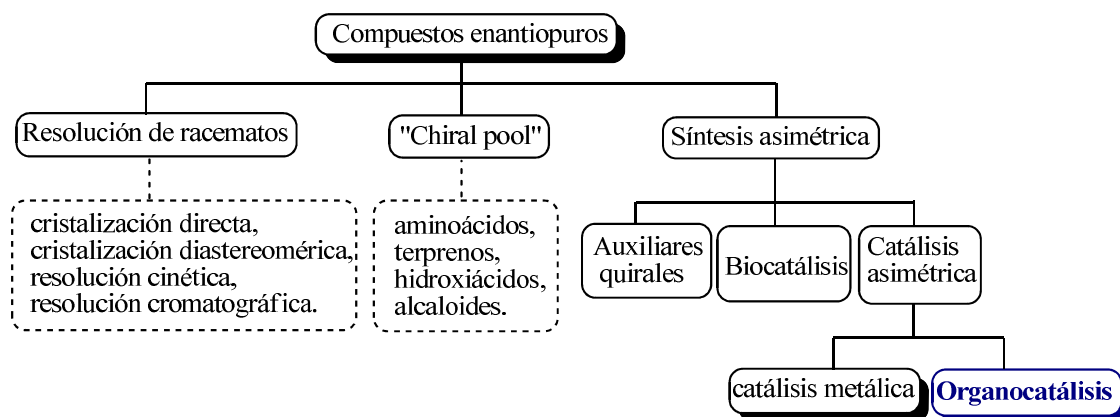 Compuestos enantiopuros
Resolución de racematos
"Chiral pool"
Síntesis asimétrica
cristalización directa,
cristalización diastereomérica,
resolución cinética,
resolución cromatográfica.
aminoácidos,
terprenos,
hidroxiácidos,
alcaloides.
Auxiliares
quirales
Biocatálisis
Catálisis
asimétrica
catálisis metálica
Organocatálisis